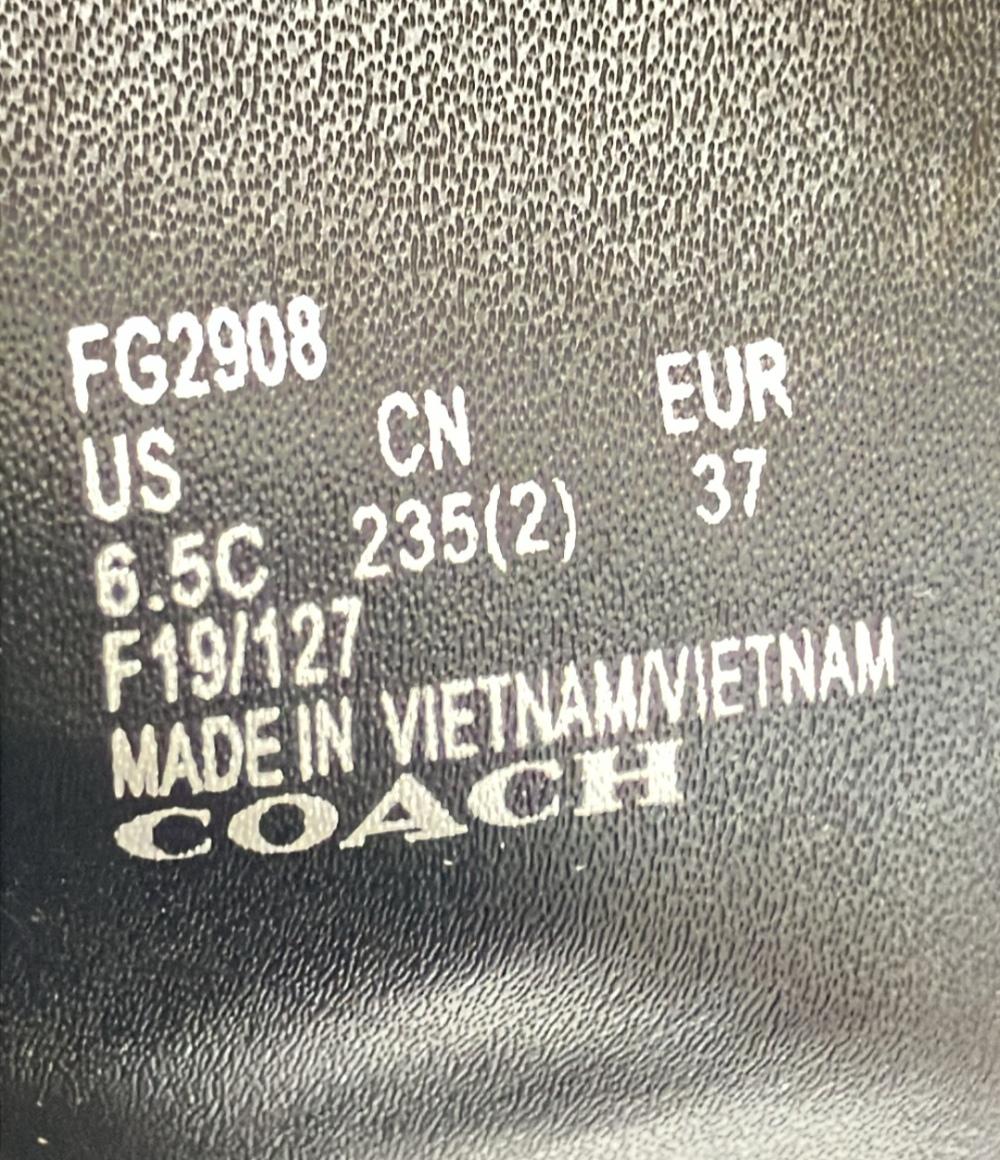 FG2908
US CN EUR
6.5C 235(2) 37
F19/127
MADE IN VIETNAM/VIETNAM
COACH